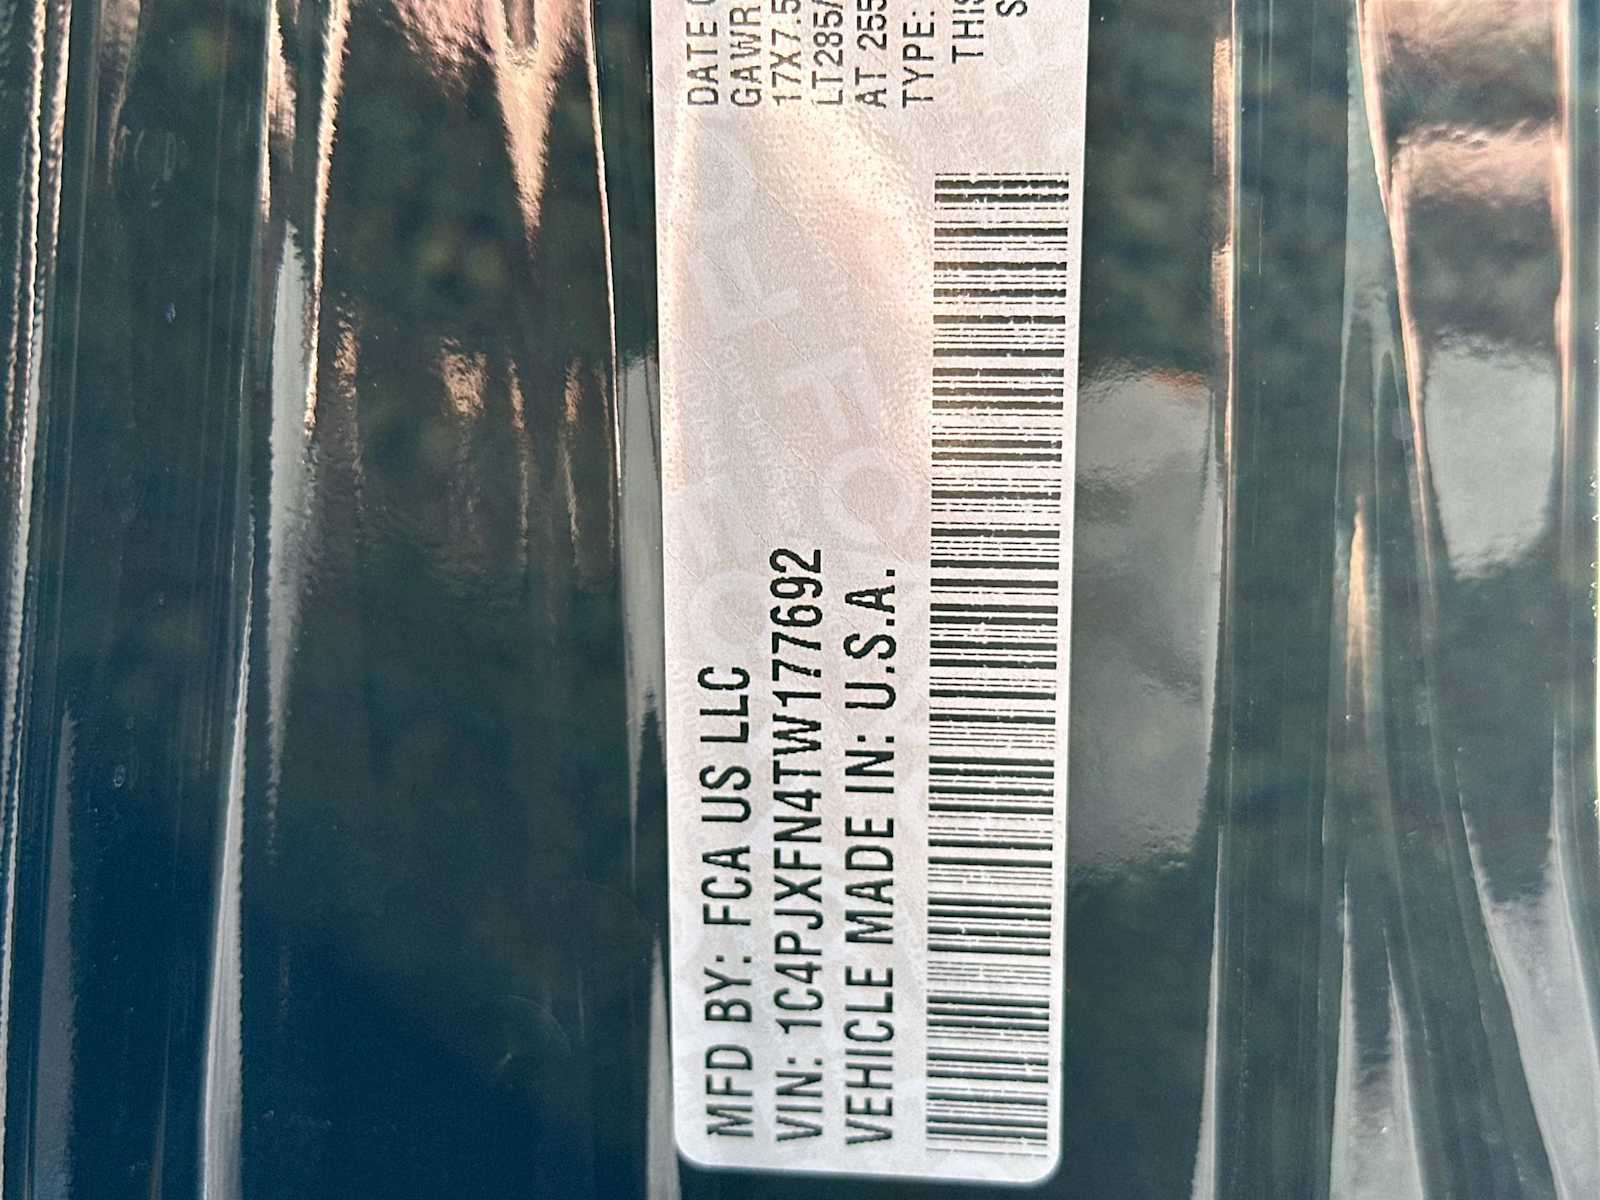 MFD BY: FCA US LLC
VIN: 1C4PJXFN4TW177692
VEHICLE MADE IN: U.S.A.
DATE
GAWR
17X7.5
LT285/
AT 255
TYPE:
THIS
S